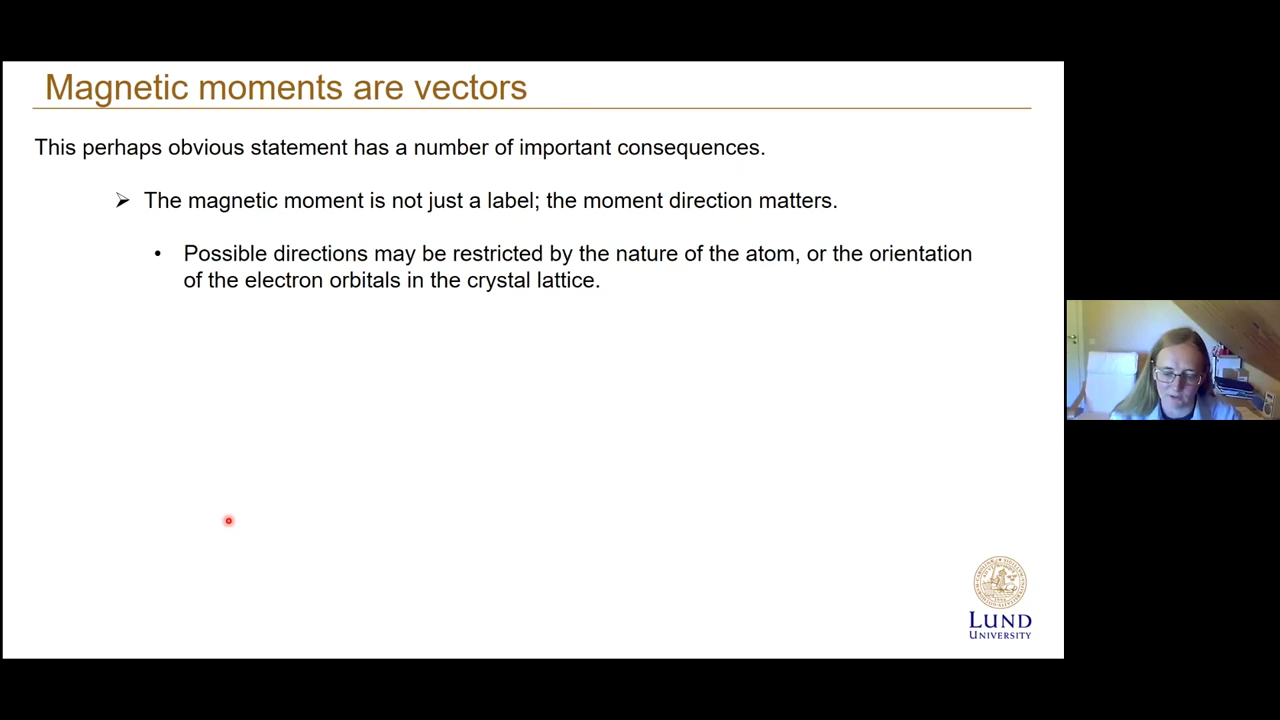 Magnetic moments are vectors
This perhaps obvious statement has a number of important consequences.
➢ The magnetic moment is not just a label; the moment direction matters.
• Possible directions may be restricted by the nature of the atom, or the orientation
of the electron orbitals in the crystal lattice.
LUND
UNIVERSITY